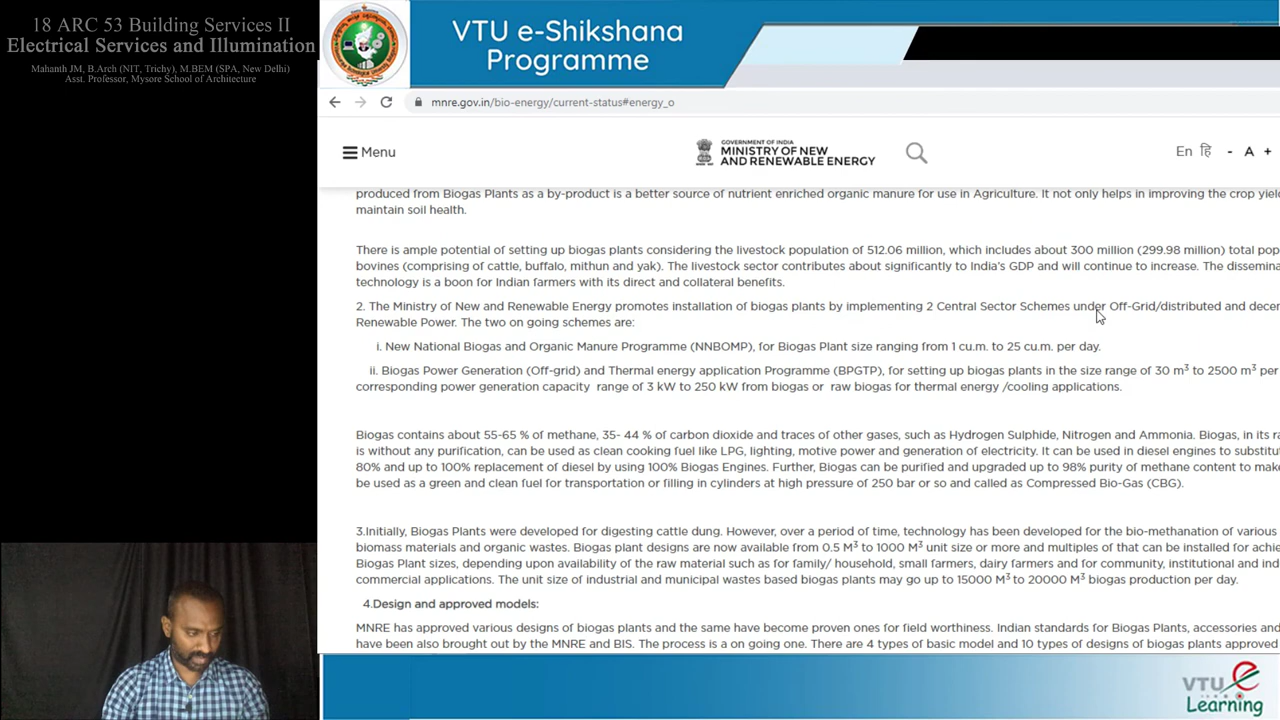 18 ARC 53 Building Services II
Electrical Services and Illumination
Mahanth JM, B.Arch (NIT, Trichy), M.BEM (SPA, New Delhi)
Asst. Professor, Mysore School of Architecture
VTU e-Shikshana
Programme
mnre.gov.in/bio-energy/current-status#energy_o
Menu
GOVERNMENT OF INDIA
MINISTRY OF NEW
AND RENEWABLE ENERGY
En हि - A +
produced from Biogas Plants as a by-product is a better source of nutrient enriched organic manure for use in Agriculture. It not only helps in improving the crop yiel
maintain soil health.
There is ample potential of setting up biogas plants considering the livestock population of 512.06 million, which includes about 300 million (299.98 million) total pop
bovines (comprising of cattle, buffalo, mithun and yak). The livestock sector contributes about significantly to India's GDP and will continue to increase. The dissemina
technology is a boon for Indian farmers with its direct and collateral benefits.
2. The Ministry of New and Renewable Energy promotes installation of biogas plants by implementing 2 Central Sector Schemes under Off-Grid/distributed and decen
Renewable Power. The two on going schemes are:
i. New National Biogas and Organic Manure Programme (NNBOMP), for Biogas Plant size ranging from 1 cu.m. to 25 cu.m. per day.
ii. Biogas Power Generation (Off-grid) and Thermal energy application Programme (BPGTP), for setting up biogas plants in the size range of 30 m³ to 2500 m³ per
corresponding power generation capacity range of 3 kW to 250 kW from biogas or raw biogas for thermal energy /cooling applications.
Biogas contains about 55-65 % of methane, 35- 44 % of carbon dioxide and traces of other gases, such as Hydrogen Sulphide, Nitrogen and Ammonia. Biogas, in its ra
is without any purification, can be used as clean cooking fuel like LPG, lighting, motive power and generation of electricity. It can be used in diesel engines to substitut
80% and up to 100% replacement of diesel by using 100% Biogas Engines. Further, Biogas can be purified and upgraded up to 98% purity of methane content to make
be used as a green and clean fuel for transportation or filling in cylinders at high pressure of 250 bar or so and called as Compressed Bio-Gas (CBG).
3.Initially, Biogas Plants were developed for digesting cattle dung. However, over a period of time, technology has been developed for the bio-methanation of various
biomass materials and organic wastes. Biogas plant designs are now available from 0.5 M³ to 1000 M³ unit size or more and multiples of that can be installed for achie
Biogas Plant sizes, depending upon availability of the raw material such as for family/ household, small farmers, dairy farmers and for community, institutional and ind
commercial applications. The unit size of industrial and municipal wastes based biogas plants may go up to 15000 M³ to 20000 M³ biogas production per day.
4.Design and approved models:
MNRE has approved various designs of biogas plants and the same have become proven ones for field worthiness. Indian standards for Biogas Plants, accessories and
have been also brought out by the MNRE and BIS. The process is a on going one. There are 4 types of basic model and 10 types of designs of biogas plants approved
VTU e
Learning